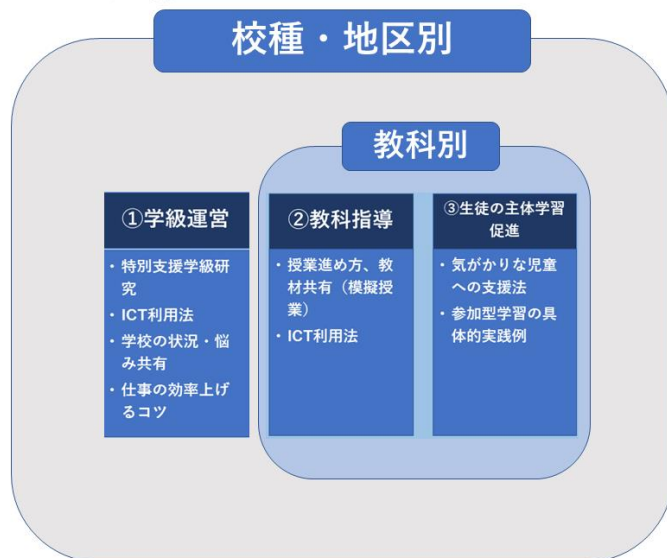 校種・地区別
教科別
①学級運営
・特別支援学級研
究
・ICT利用法
・学校の状況・悩
み共有
・仕事の効率上げ
るコツ
②教科指導
・授業進め方、教
材共有（模擬授
業）
・ICT利用法
③生徒の主体学習
促進
・気がかりな児童
への支援法
・参加型学習の具
体的実践例